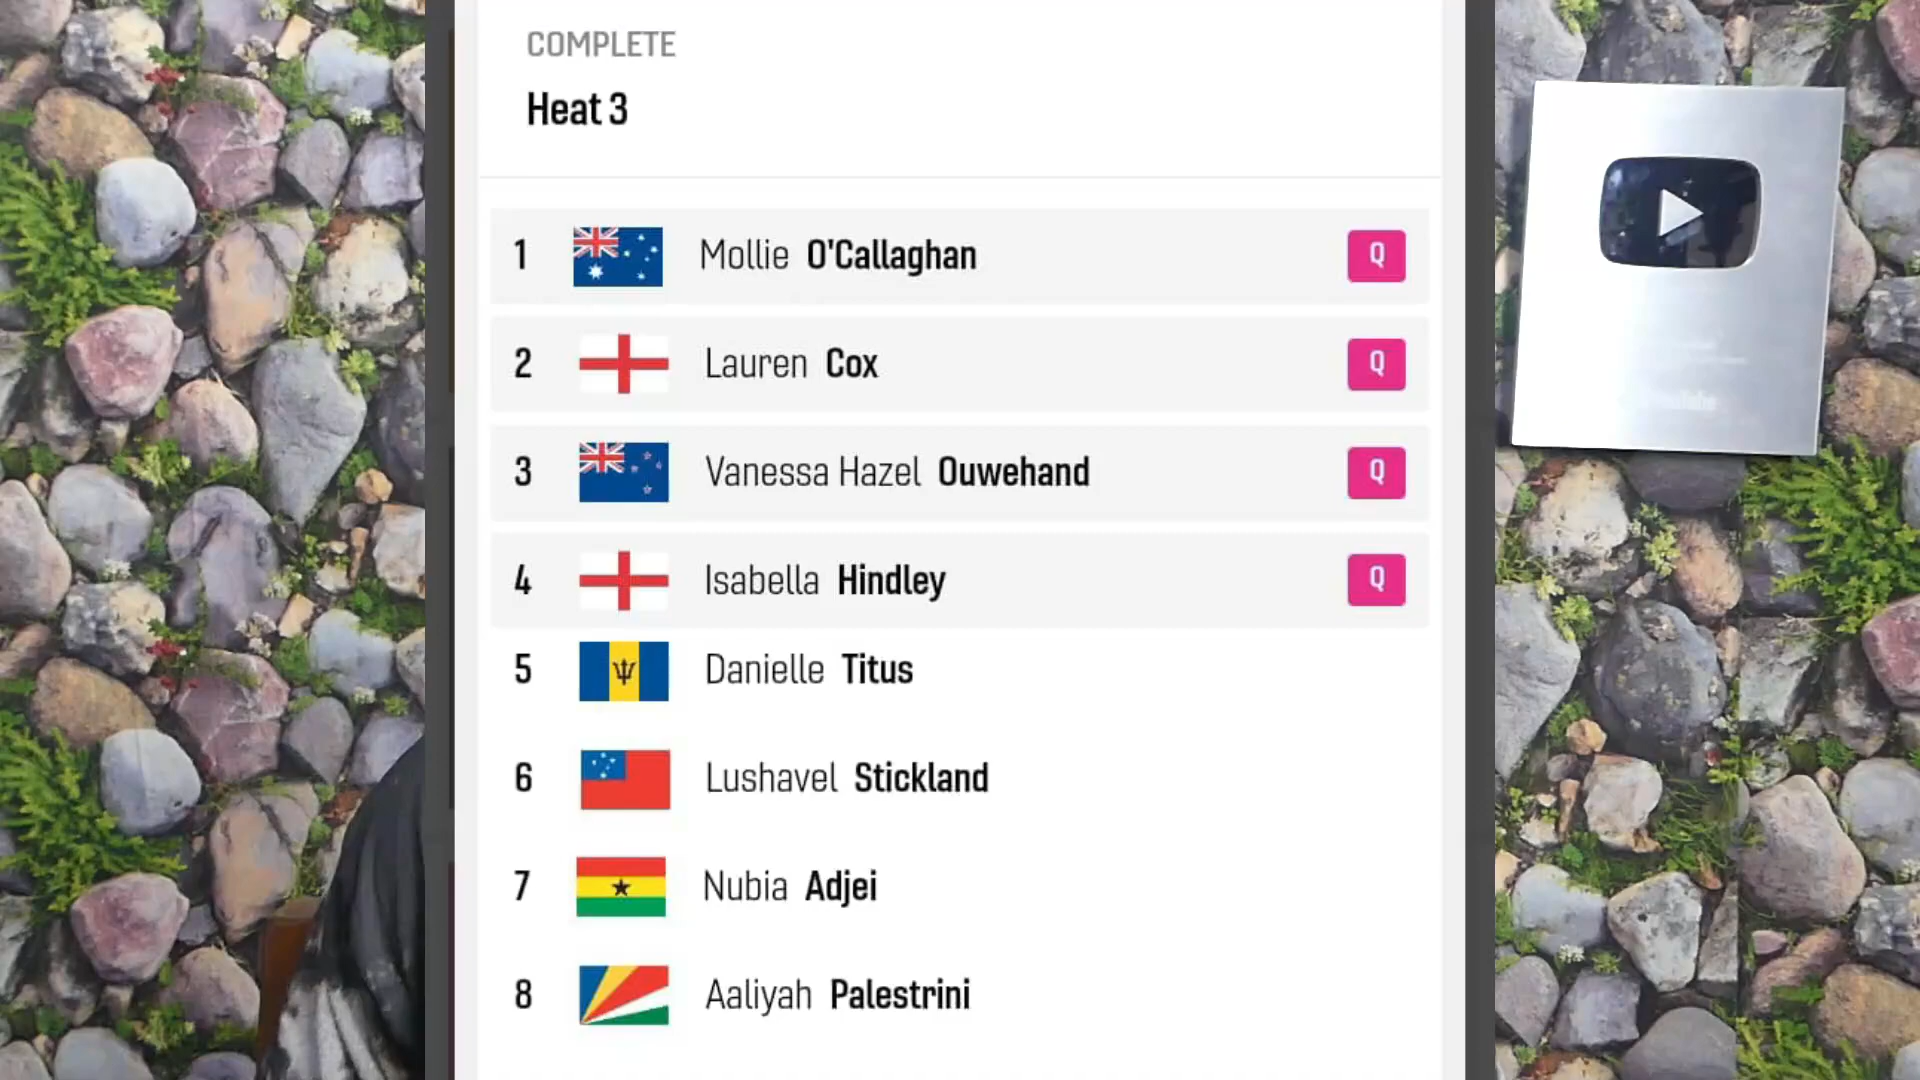 COMPLETE
Heat 3
1 Mollie O'Callaghan Q
2 Lauren Cox Q
3 Vanessa Hazel Ouwehand Q
4 Isabella Hindley Q
5 Danielle Titus
6 Lushavel Stickland
7 Nubia Adjei
8 Aaliyah Palestrini